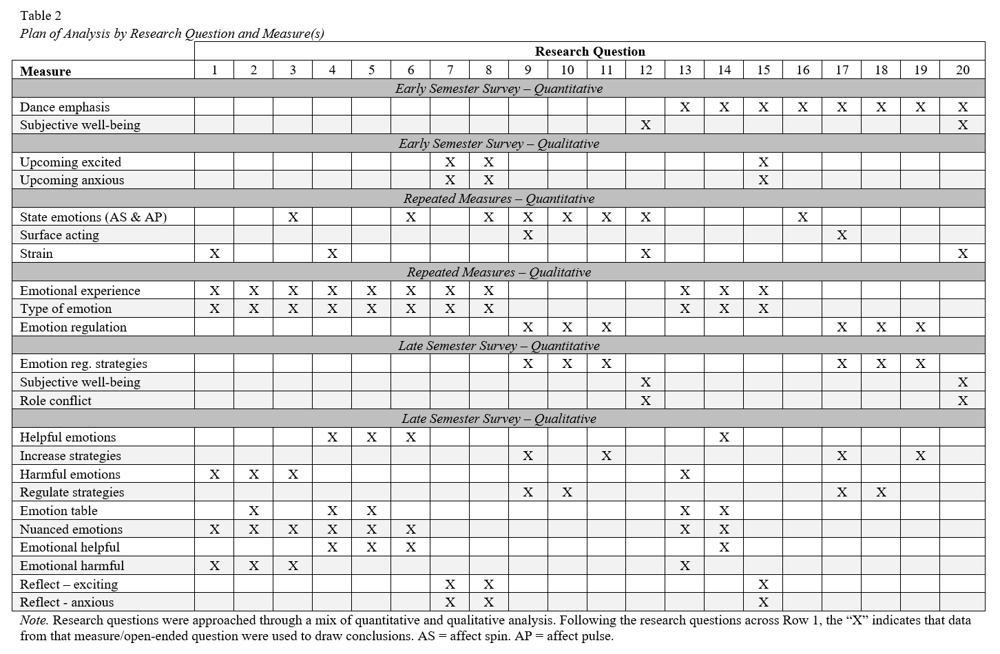 Table 2
Plan of Analysis by Research Question and Measure(s)
Research Question
Measure 1 2 3 4 5 6 7 8 9 10 11 12 13 14 15 16 17 18 19 20
Early Semester Survey – Quantitative
Dance emphasis X X X X X X X X
Subjective well-being X X
Early Semester Survey – Qualitative
Upcoming excited X X X
Upcoming anxious X X X
Repeated Measures – Quantitative
State emotions (AS & AP) X X X X X X X X
Surface acting X X
Strain X X X X
Repeated Measures – Qualitative
Emotional experience X X X X X X X X X X X
Type of emotion X X X X X X X X X X X
Emotion regulation X X X X X X
Late Semester Survey – Quantitative
Emotion reg. strategies X X X X X X
Subjective well-being X X
Role conflict X X
Late Semester Survey – Qualitative
Helpful emotions X X X X
Increase strategies X X X X
Harmful emotions X X X X
Regulate strategies X X X X
Emotion table X X X X X
Nuanced emotions X X X X X X X X
Emotional helpful X X X X
Emotional harmful X X X X
Reflect – exciting X X X
Reflect - anxious X X X
Note. Research questions were approached through a mix of quantitative and qualitative analysis. Following the research questions across Row 1, the “X” indicates that data
from that measure/open-ended question were used to draw conclusions. AS = affect spin. AP = affect pulse.